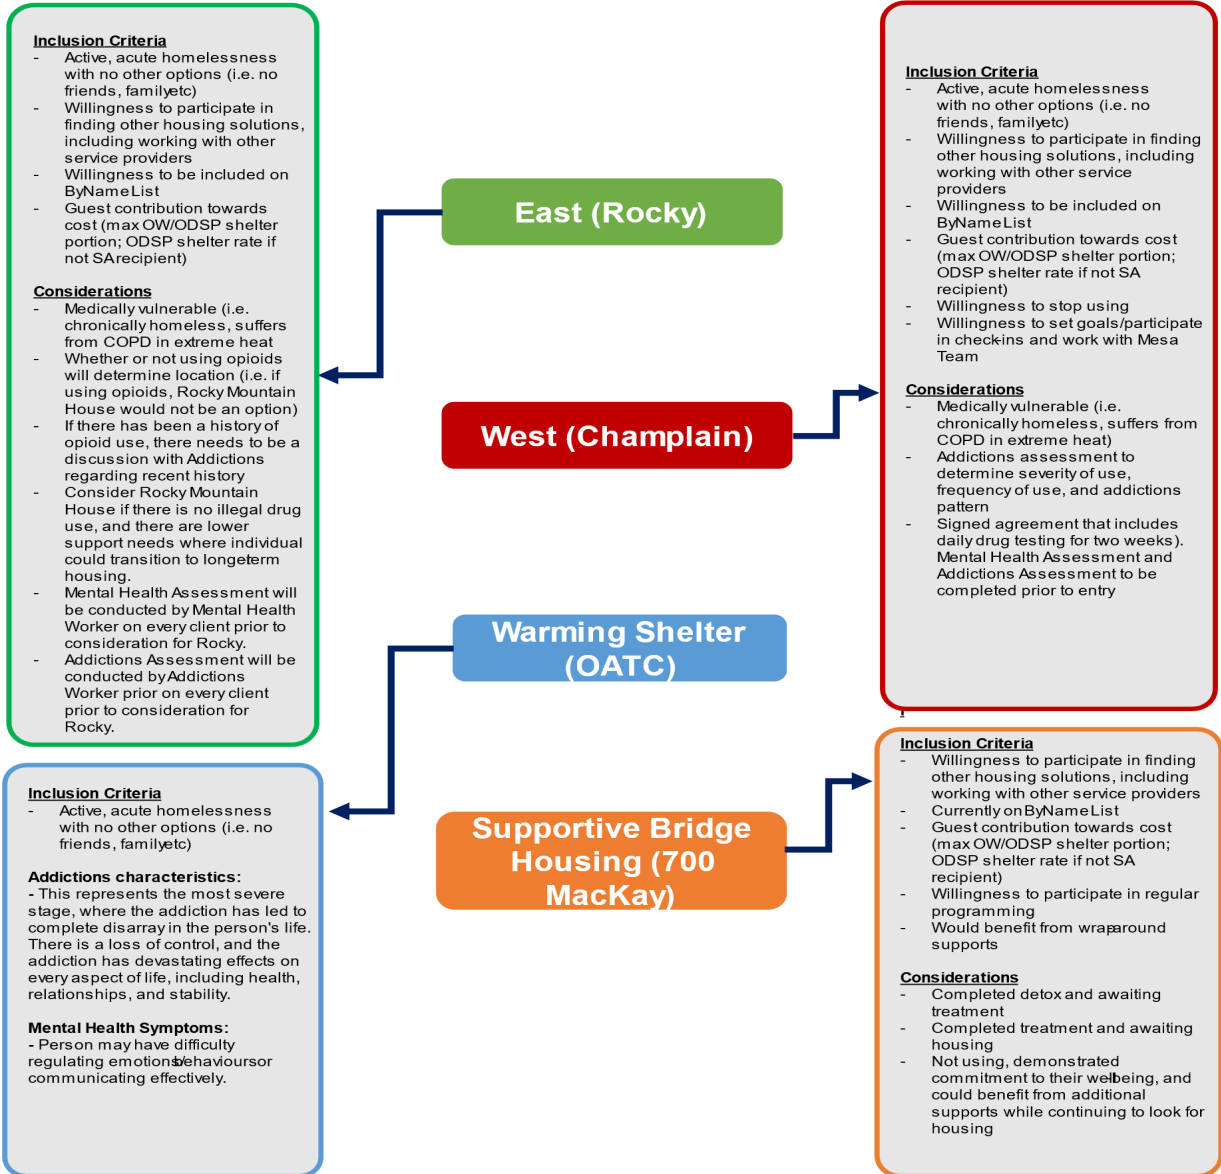 Inclusion Criteria
- Active, acute homelessness
with no other options (i.e. no
friends, familyetc)
- Willingness to participate in
finding other housing solutions,
including working with other
service providers
- Willingness to be included on
ByNameList
- Guest contribution towards
cost (max OW/ODSP shelter
portion; ODSP shelter rate if
not SA recipient)
Considerations
- Medically vulnerable (i.e.
chronically homeless, suffers
from COPD in extreme heat
- Whether or not using opioids
will determine location (i.e. if
using opioids, Rocky Mountain
House would not be an option)
- If there has been a history of
opioid use, there needs to be a
discussion with Addictions
regarding recent history
- Consider Rocky Mountain
House if there is no illegal drug
use, and there are lower
support needs where individual
could transition to longeterm
housing.
- Mental Health Assessment will
be conducted by Mental Health
Worker on every client prior to
consideration for Rocky.
- Addictions Assessment will be
conducted by Addictions
Worker prior on every client
prior to consideration for
Rocky.
East (Rocky)
West (Champlain)
Warming Shelter
(OATC)
Supportive Bridge
Housing (700
MacKay)
Inclusion Criteria
- Active, acute homelessness
with no other options (i.e. no
friends, familyetc)
- Willingness to participate in finding
other housing solutions, including
working with other service
providers
- Willingness to be included on
ByNameList
- Guest contribution towards cost
(max OW/ODSP shelter portion;
ODSP shelter rate if not SA
recipient)
- Willingness to stop using
- Willingness to set goals/participate
in check-ins and work with Mesa
Team
Considerations
- Medically vulnerable (i.e.
chronically homeless, suffers from
COPD in extreme heat)
- Addictions assessment to
determine severity of use,
frequency of use, and addictions
pattern
- Signed agreement that includes
daily drug testing for two weeks).
Mental Health Assessment and
Addictions Assessment to be
completed prior to entry
Inclusion Criteria
- Active, acute homelessness
with no other options (i.e. no
friends, familyetc)
Addictions characteristics:
- This represents the most severe
stage, where the addiction has led to
complete disarray in the person's life.
There is a loss of control, and the
addiction has devastating effects on
every aspect of life, including health,
relationships, and stability.
Mental Health Symptoms:
- Person may have difficulty
regulating emotions/behavioursor
communicating effectively.
Inclusion Criteria
- Willingness to participate in finding
other housing solutions, including
working with other service providers
- Currently on ByNameList
- Guest contribution towards cost
(max OW/ODSP shelter portion;
ODSP shelter rate if not SA
recipient)
- Willingness to participate in regular
programming
- Would benefit from wrap-around
supports
Considerations
- Completed detox and awaiting
treatment
- Completed treatment and awaiting
housing
- Not using, demonstrated
commitment to their well-being, and
could benefit from additional
supports while continuing to look for
housing